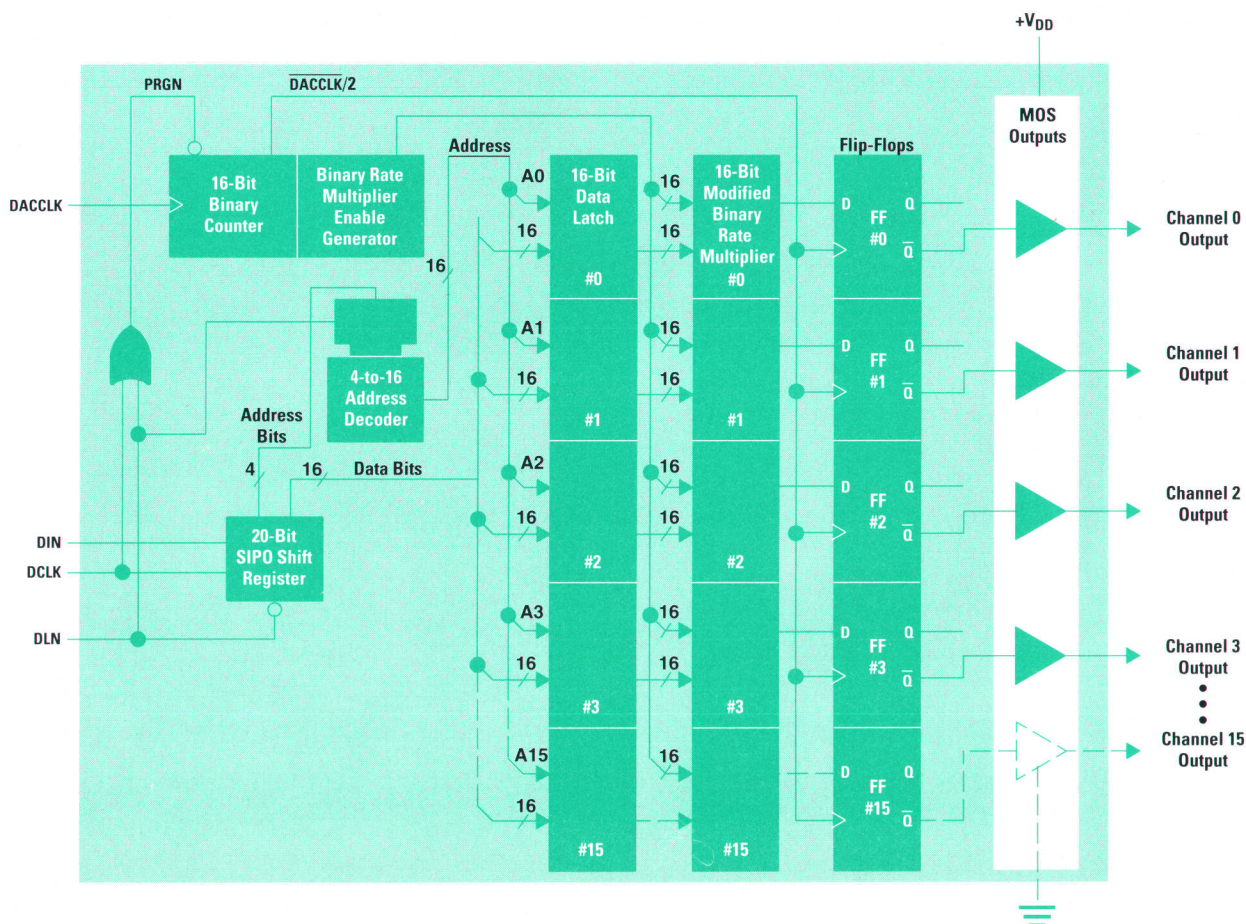 +VDD
PRGN
DACCLK/2
MOS
Outputs
Address
Flip-Flops
DACCLK
16-Bit
Binary
Counter
Binary Rate
Multiplier
Enable
Generator
A0
16
16-Bit
Data
Latch
#0
16
16
16-Bit
Modified
Binary
Rate
Multiplier
#0
D
Q
FF
#0
Q
Channel 0
Output
16
4-to-16
Address
Decoder
A1
16
#1
16
16
#1
D
Q
FF
#1
Q
Channel 1
Output
Address
Bits
4
16
Data Bits
A2
16
#2
16
16
#2
D
Q
FF
#2
Q
Channel 2
Output
DIN
DCLK
DLN
20-Bit
SIPO Shift
Register
A3
16
#3
16
16
#3
D
Q
FF
#3
Q
Channel 3
Output
A15
16
#15
16
#15
D
Q
FF
#15
Q
Channel 15
Output